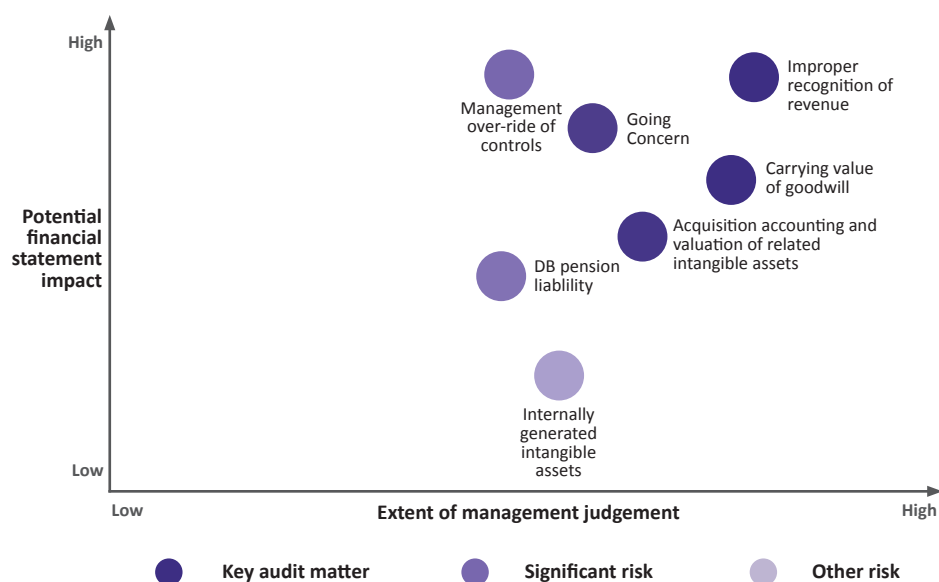 High
Improper
recognition of
revenue
Management
over-ride of
controls
Going
Concern
Carrying value
of goodwill
Potential
financial
statement
impact
Acquisition accounting and
valuation of related
intangible assets
DB pension
liablility
Internally
generated
intangible
assets
Low
Low
Extent of management judgement
High
Key audit matter
Significant risk
Other risk